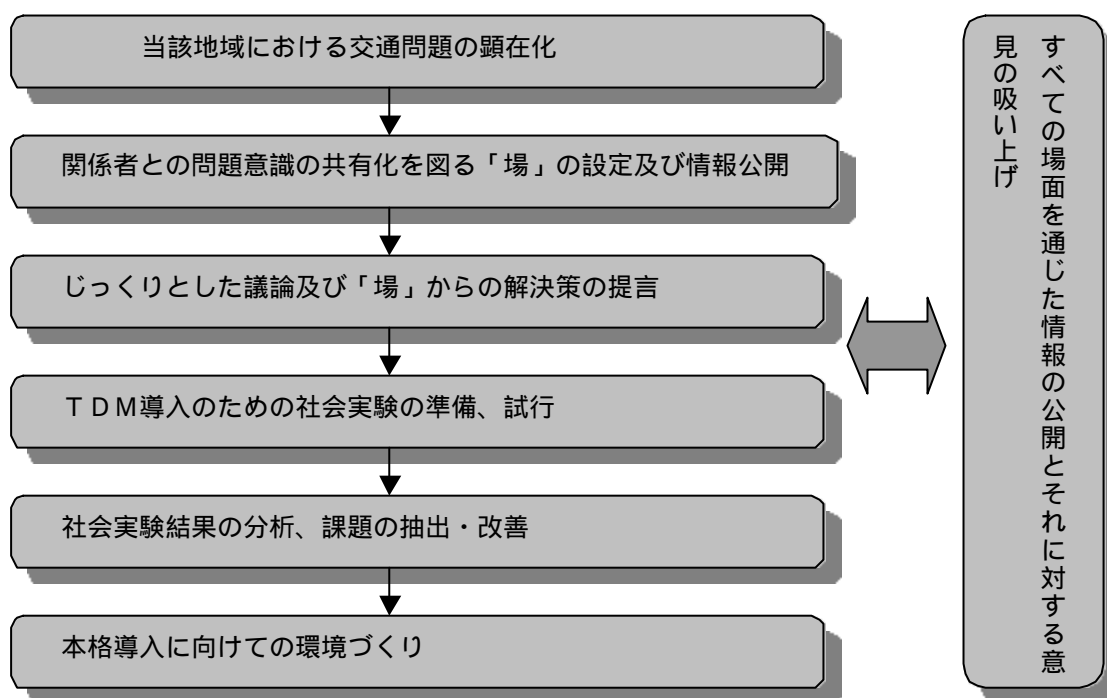 当該地域における交通問題の顕在化
関係者との問題意識の共有化を図る「場」の設定及び情報公開
じっくりとした議論及び「場」からの解決策の提言
ＴＤＭ導入のための社会実験の準備、試行
社会実験結果の分析、課題の抽出・改善
本格導入に向けての環境づくり
すべての場面を通じた情報の公開とそれに対する意
見の吸い上げ